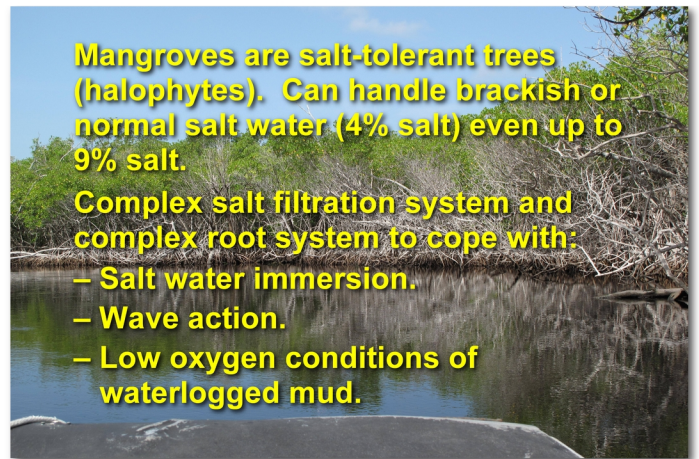 Mangroves are salt-tolerant trees
(halophytes).  Can handle brackish or
normal salt water (4% salt) even up to
9% salt.
Complex salt filtration system and
complex root system to cope with:
– Salt water immersion.
– Wave action.
– Low oxygen conditions of
waterlogged mud.